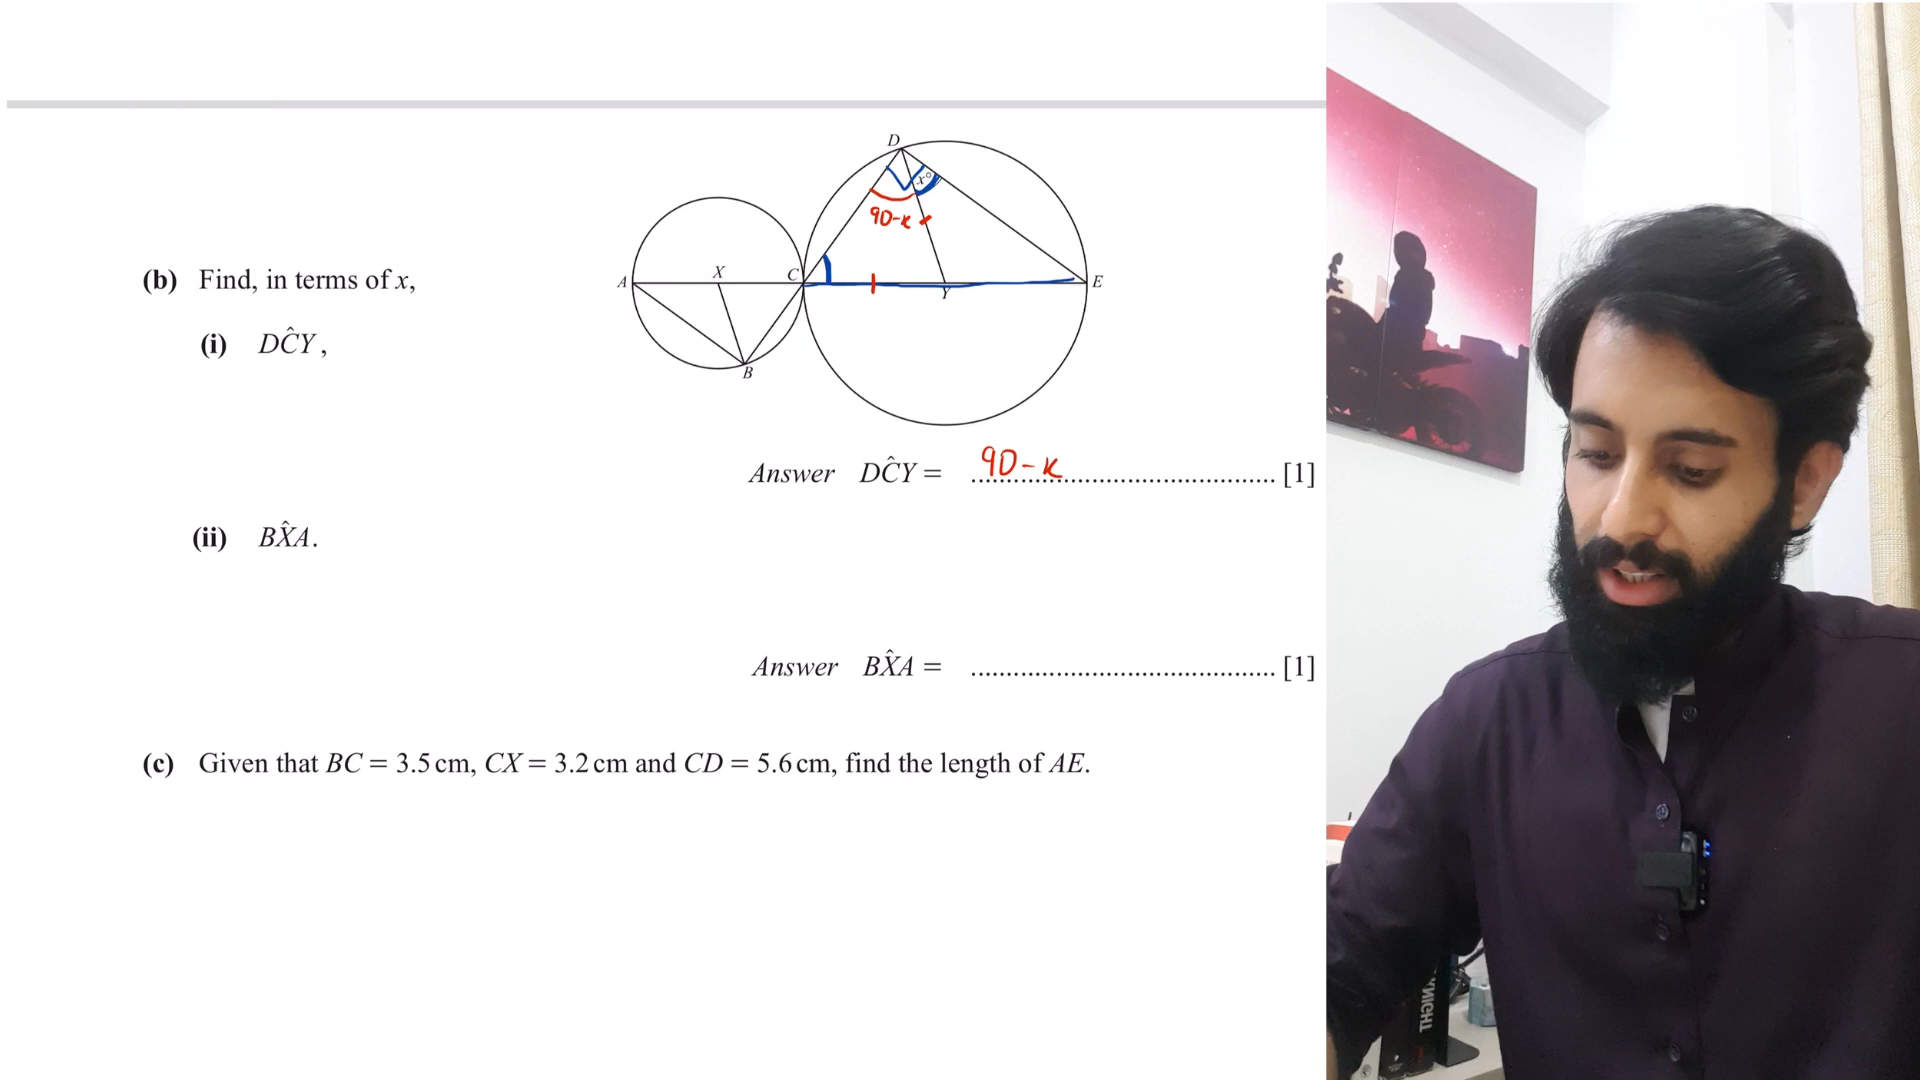 D
x°
90-x
(b) Find, in terms of x,
A
X
C
Y
E
(i) DĈY,
B
Answer DĈY = 90-x ........................................ [1]
(ii) BX̂A.
Answer BX̂A = ........................................ [1]
(c) Given that BC = 3.5 cm, CX = 3.2 cm and CD = 5.6 cm, find the length of AE.
KNIGHT